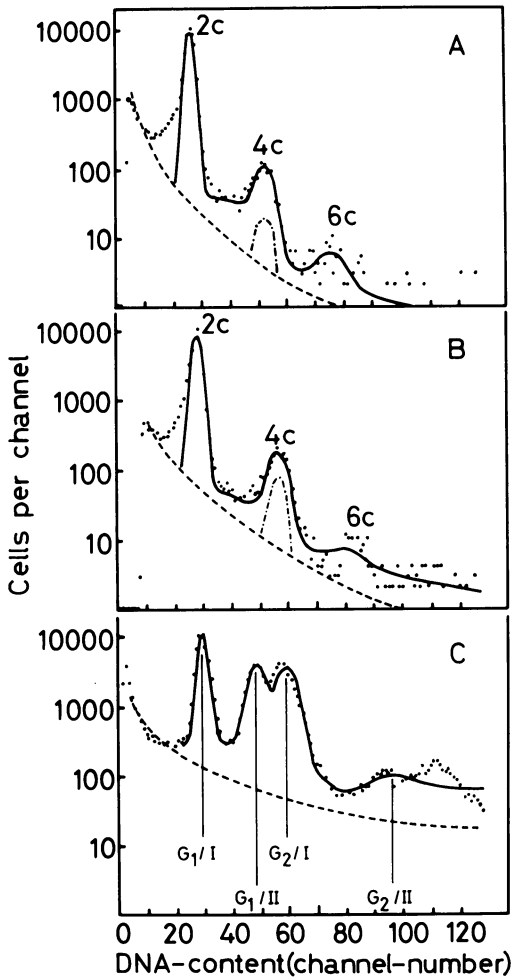 A
10000
1000
100
10
2c
4c
6c
B
10000
1000
100
10
2c
4c
6c
Cells per channel
C
10000
1000
100
10
G1/I
G2/I
G1/II
G2/II
0 20 40 60 80 100 120
DNA-content(channel-number)